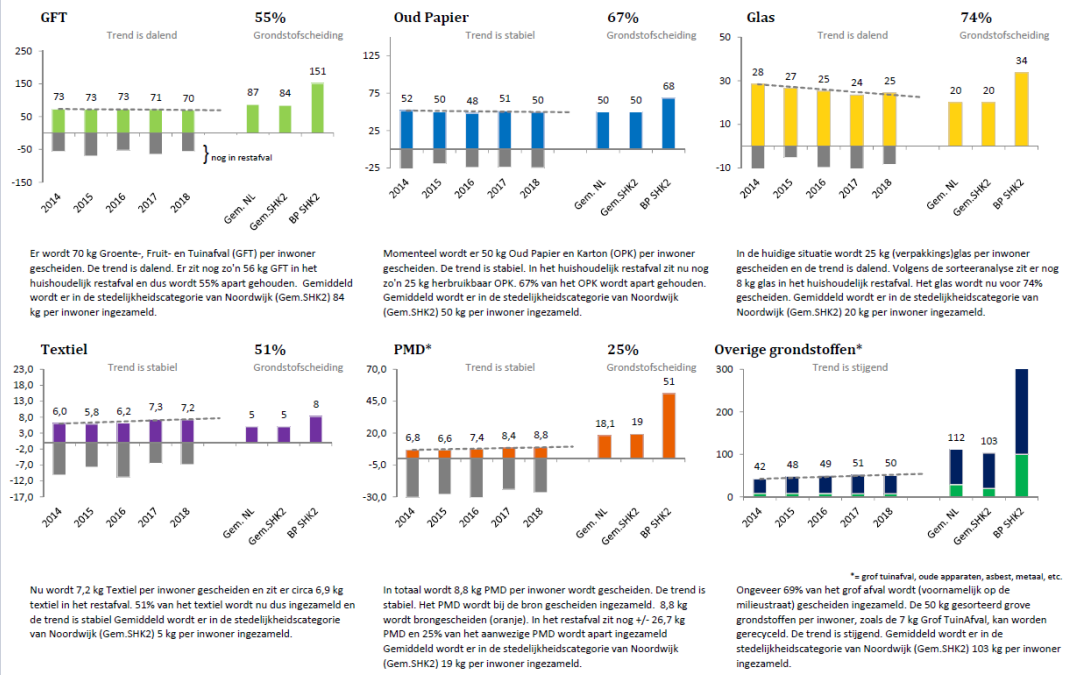 GFT 55%
Trend is dalend Grondstofscheiding
250
150
50
-50
-150
73 73 73 71 70 87 84 151
} nog in restafval
2014 2015 2016 2017 2018 Gem. NL Gem.SHK2 BP SHK2
Er wordt 70 kg Groente-, Fruit- en Tuinafval (GFT) per inwoner
gescheiden. De trend is dalend. Er zit nog zo'n 56 kg GFT in het
huishoudelijk restafval en dus wordt 55% apart gehouden. Gemiddeld
wordt er in de stedelijkheidscategorie van Noordwijk (Gem.SHK2) 84
kg per inwoner ingezameld.
Oud Papier 67%
Trend is stabiel Grondstofscheiding
125
75
25
-25
52 50 48 51 50 50 50 68
2014 2015 2016 2017 2018 Gem. NL Gem.SHK2 BP SHK2
Momenteel wordt er 50 kg Oud Papier en Karton (OPK) per inwoner
gescheiden. De trend is stabiel. In het huishoudelijk restafval zit nu nog
zo'n 25 kg herbruikbaar OPK. 67% van het OPK wordt apart gehouden.
Gemiddeld wordt er in de stedelijkheidscategorie van Noordwijk
(Gem.SHK2) 50 kg per inwoner ingezameld.
Glas 74%
Trend is dalend Grondstofscheiding
50
30
10
-10
28 27 25 24 25 20 20 34
2014 2015 2016 2017 2018 Gem. NL Gem.SHK2 BP SHK2
In de huidige situatie wordt 25 kg (verpakkings)glas per inwoner
gescheiden en de trend is dalend. Volgens de sorteeranalyse zit er nog
8 kg glas in het huishoudelijk restafval. Het glas wordt nu voor 74%
gescheiden. Gemiddeld wordt er in de stedelijkheidscategorie van
Noordwijk (Gem.SHK2) 20 kg per inwoner ingezameld.
Textiel 51%
Trend is stabiel Grondstofscheiding
23,0
18,0
13,0
8,0
3,0
-2,0
-7,0
-12,0
-17,0
6,0 5,8 6,2 7,3 7,2 5 5 8
2014 2015 2016 2017 2018 Gem. NL Gem.SHK2 BP SHK2
Nu wordt 7,2 kg Textiel per inwoner gescheiden en zit er circa 6,9 kg
textiel in het restafval. 51% van het textiel wordt nu dus ingezameld en
de trend is stabiel Gemiddeld wordt er in de stedelijkheidscategorie
van Noordwijk (Gem.SHK2) 5 kg per inwoner ingezameld.
PMD* 25%
Trend is stabiel Grondstofscheiding
70,0
45,0
20,0
-5,0
-30,0
6,8 6,6 7,4 8,4 8,8 18,1 19 51
2014 2015 2016 2017 2018 Gem. NL Gem.SHK2 BP SHK2
In totaal wordt 8,8 kg PMD per inwoner wordt gescheiden. De trend is
stabiel. Het PMD wordt bij de bron gescheiden ingezameld. 8,8 kg
wordt brongescheiden (oranje). In het restafval zit nog +/- 26,7 kg
PMD en 25% van het aanwezige PMD wordt apart ingezameld
Gemiddeld wordt er in de stedelijkheidscategorie van Noordwijk
(Gem.SHK2) 19 kg per inwoner ingezameld.
Overige grondstoffen*
Trend is stijgend
300
200
100
0
42 48 49 51 50 112 103
2014 2015 2016 2017 2018 Gem. NL Gem.SHK2 BP SHK2
*= grof tuinafval, oude apparaten, asbest, metaal, etc.
Ongeveer 69% van het grof afval wordt (voornamelijk op de
milieustraat) gescheiden ingezameld. De 50 kg gesorteerd grove
grondstoffen per inwoner, zoals de 7 kg Grof TuinAfval, kan worden
gerecyceld. De trend is stijgend. Gemiddeld wordt er in de
stedelijkheidscategorie van Noordwijk (Gem.SHK2) 103 kg per inwoner
ingezameld.